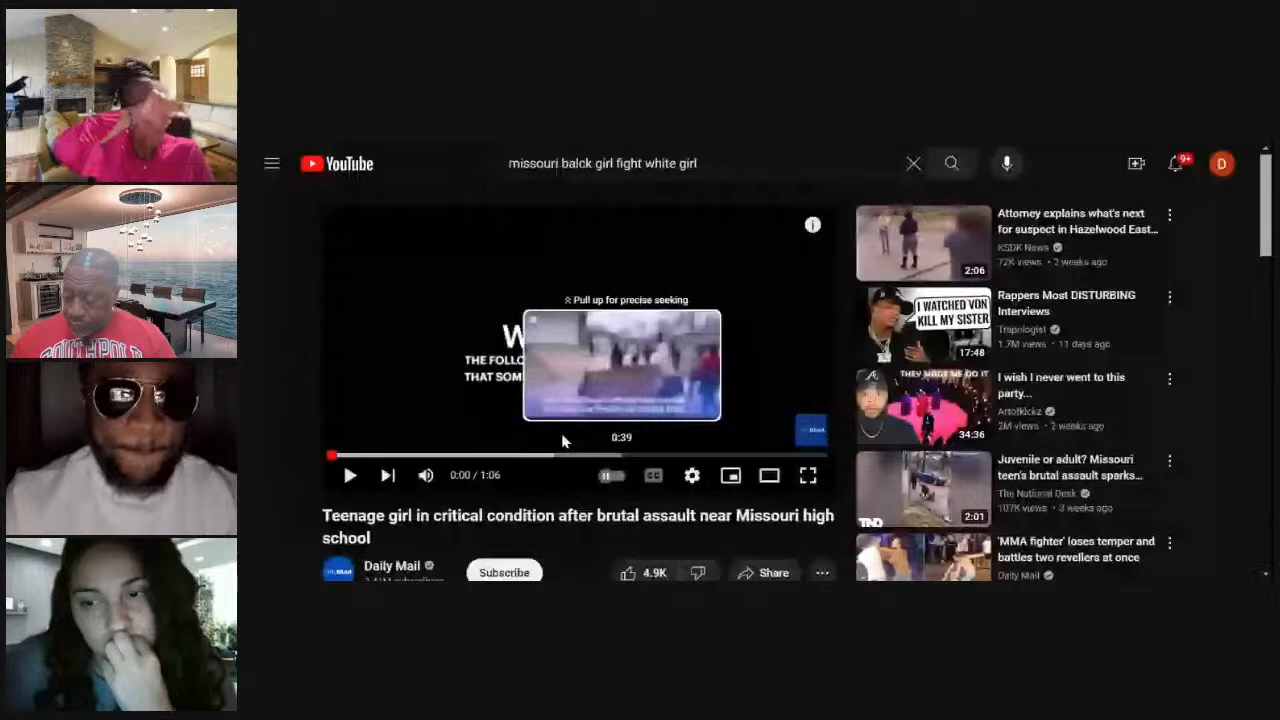 YouTube
missouri balck girl fight white girl
9+
D
Pull up for precise seeking
W
THE FOLLO
THAT SOM
0:39
0:00 / 1:06
CC
Teenage girl in critical condition after brutal assault near Missouri high
school
Daily Mail
Subscribe
4.9K
Share
SOUTHPOLE
Attorney explains what's next
for suspect in Hazelwood East...
KSDK News
72K views • 2 weeks ago
2:06
Rappers Most DISTURBING
Interviews
Trapologist
1.7M views • 11 days ago
I WATCHED VON
KILL MY SISTER
17:48
I wish I never went to this
party...
2M views • 2 weeks ago
THEY MADE ME DO IT
34:36
Juvenile or adult? Missouri
teen's brutal assault sparks...
The National Desk
107K views • 3 weeks ago
TND
2:01
'MMA fighter' loses temper and
battles two revellers at once
Daily Mail